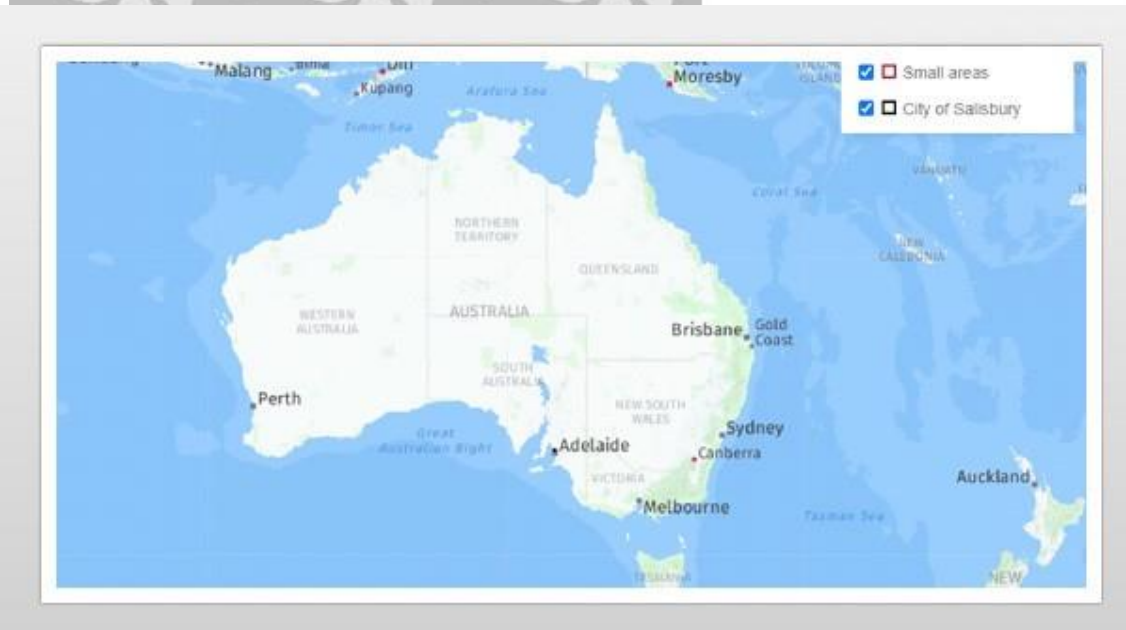 Malang
Bima
Dili
Kupang
Arafura Sea
Moresby
Small areas
City of Salisbury
Timor Sea
Coral Sea
VANUATU
NEW
CALEDONIA
NORTHERN
TERRITORY
QUEENSLAND
WESTERN
AUSTRALIA
AUSTRALIA
SOUTH
AUSTRALIA
Brisbane
Gold
Coast
Perth
NEW SOUTH
WALES
Sydney
Great
Australian Bight
Adelaide
Canberra
VICTORIA
Auckland
Melbourne
Tasman Sea
TASMANIA
NEW